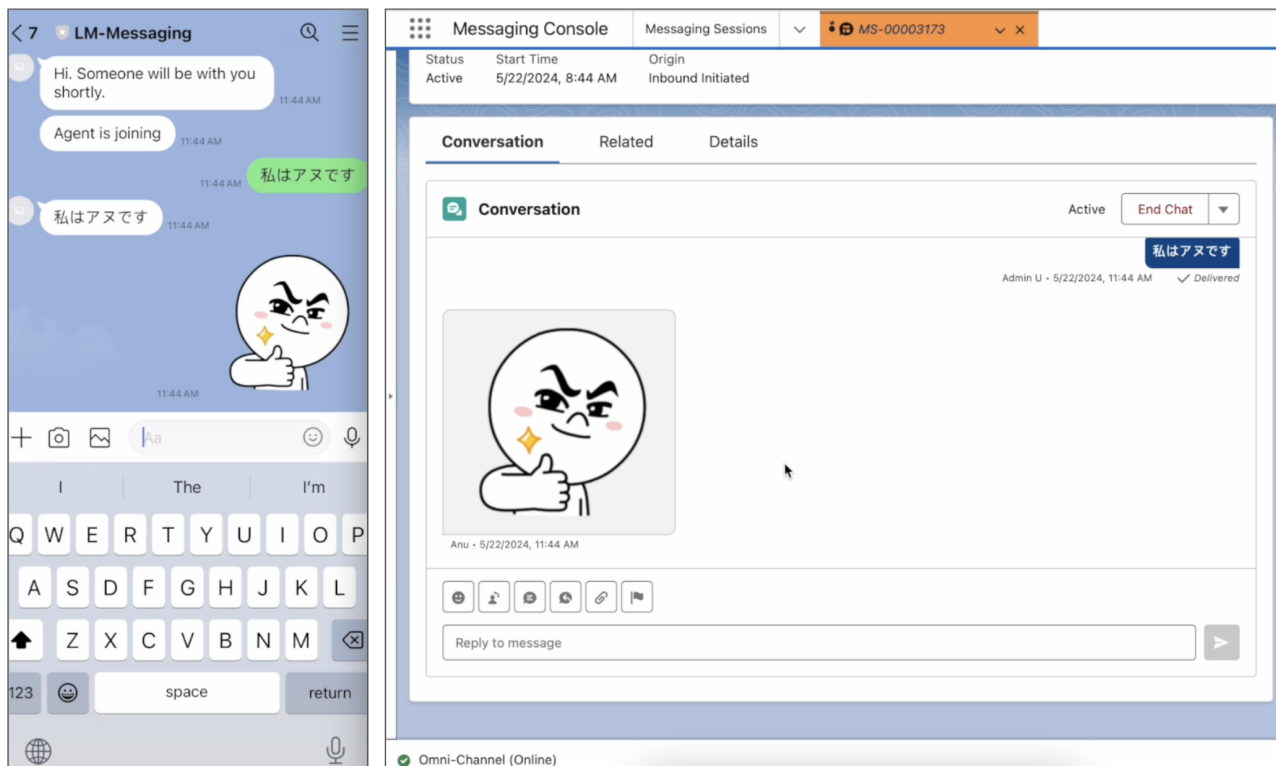 7 LM-Messaging
Hi. Someone will be with you
shortly.
11:44 AM
Agent is joining
11:44 AM
私はアヌです
11:44 AM
私はアヌです
11:44 AM
11:44 AM
Aa
I The I'm
Q W E R T Y U I O P
A S D F G H J K L
Z X C V B N M
123 space return
Messaging Console Messaging Sessions MS-00003173
Status Start Time Origin
Active 5/22/2024, 8:44 AM Inbound Initiated
Conversation Related Details
Conversation Active End Chat
私はアヌです
Admin U • 5/22/2024, 11:44 AM Delivered
Anu • 5/22/2024, 11:44 AM
Reply to message
Omni-Channel (Online)